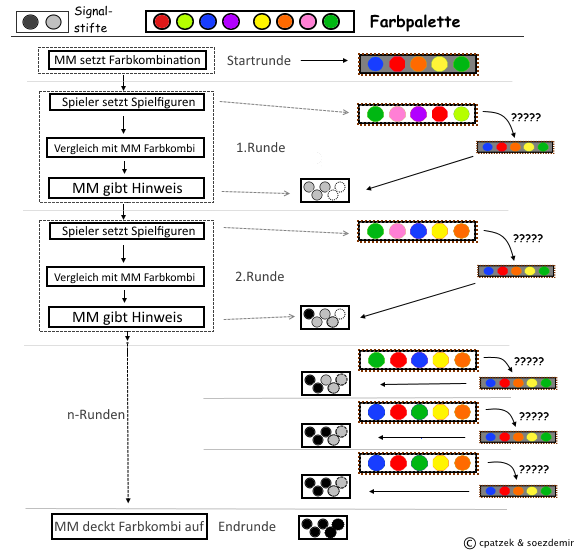 Signal-
stifte
Farbpalette
MM setzt Farbkombination
Startrunde
Spieler setzt Spielfiguren
?????
Vergleich mit MM Farbkombi
1.Runde
MM gibt Hinweis
Spieler setzt Spielfiguren
?????
Vergleich mit MM Farbkombi
2.Runde
MM gibt Hinweis
?????
n-Runden
?????
?????
MM deckt Farbkombi auf
Endrunde
© cpatzek & soezdemir